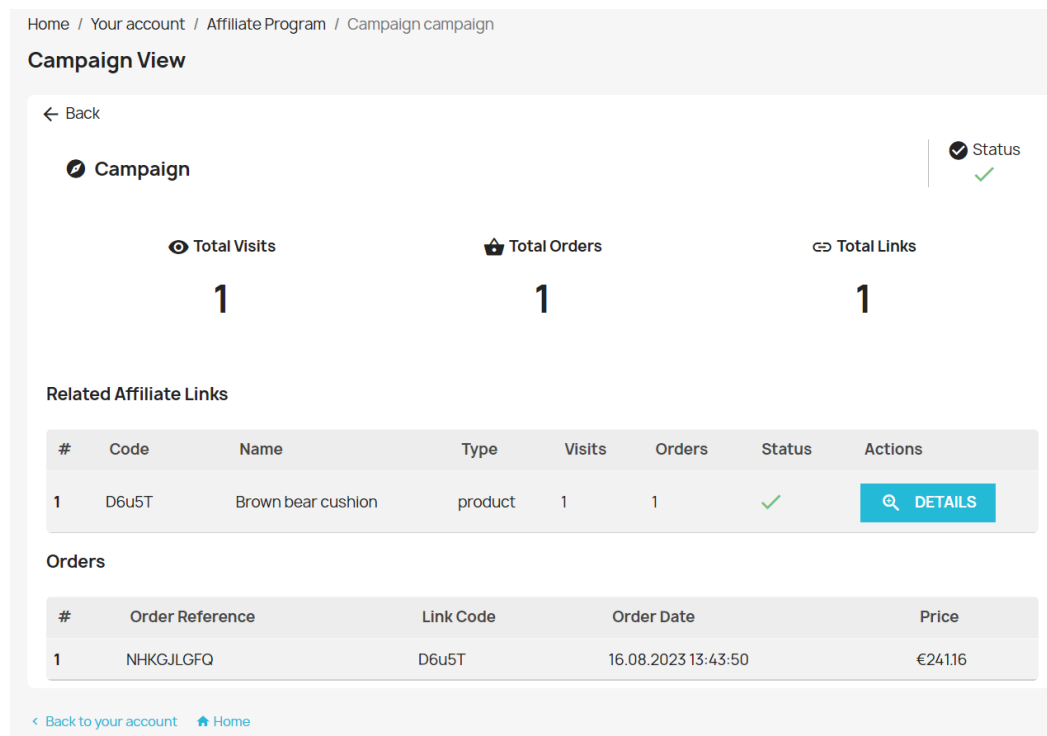 Home / Your account / Affiliate Program / Campaign campaign
Campaign View
Back
Campaign
Status
Total Visits
Total Orders
Total Links
1
1
1
Related Affiliate Links
# Code Name Type Visits Orders Status Actions
1 D6u5T Brown bear cushion product 1 1 DETAILS
Orders
# Order Reference Link Code Order Date Price
1 NHKGJLGFQ D6u5T 16.08.2023 13:43:50 €241.16
Back to your account Home